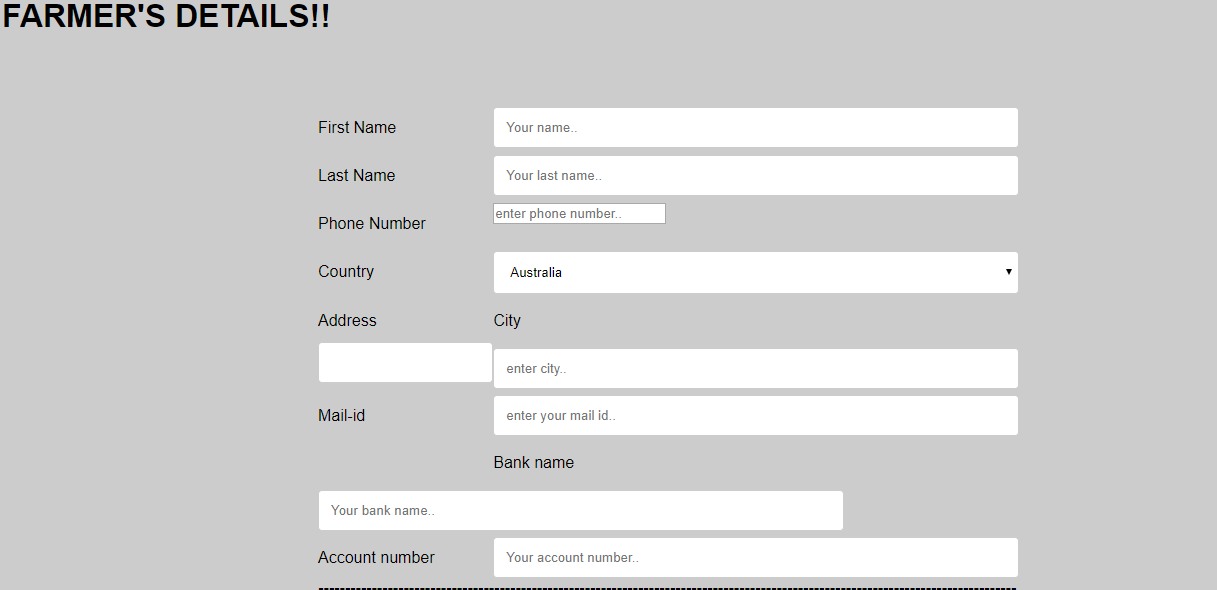 FARMER'S DETAILS!!
First Name Your name..
Last Name Your last name..
Phone Number enter phone number..
Country Australia
Address City
enter city..
Mail-id enter your mail id..
Bank name
Your bank name..
Account number Your account number..